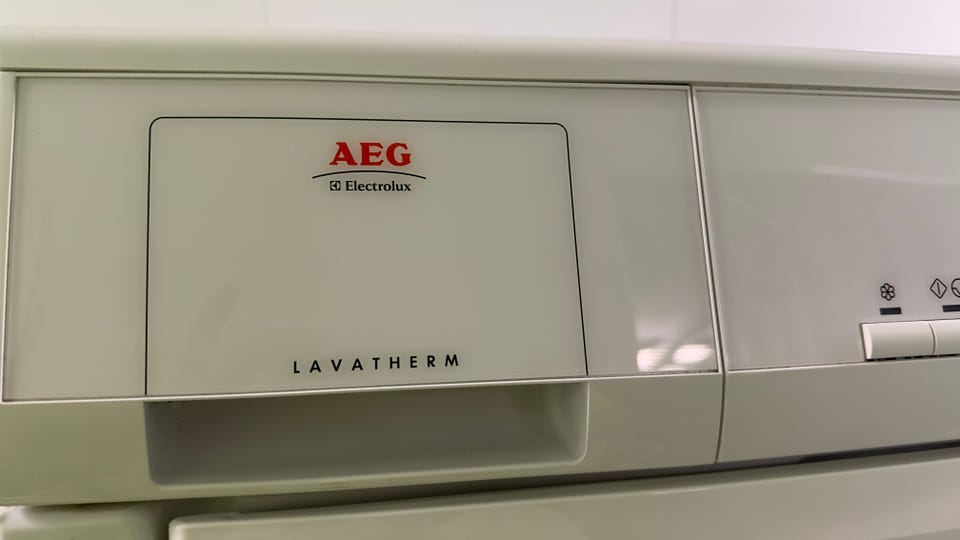 AEG
Electrolux
LAVATHERM